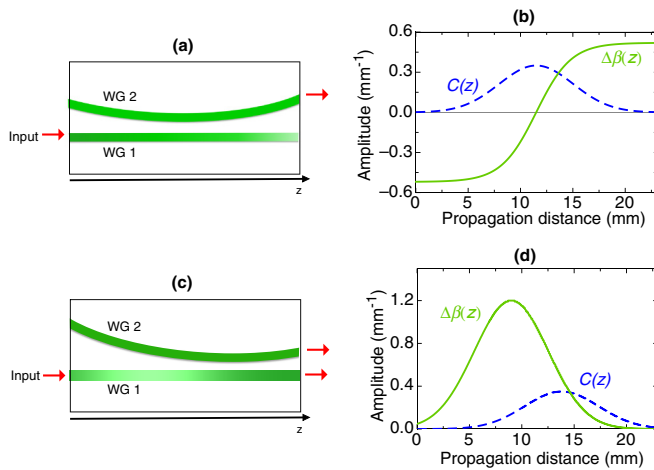 (a)
WG 2
Input
WG 1
z
(b)
Amplitude (mm⁻¹)
0.6
0.3
0.0
−0.3
−0.6
C(z)
Δβ(z)
0 5 10 15 20
Propagation distance (mm)
(c)
WG 2
Input
WG 1
z
(d)
Amplitude (mm⁻¹)
1.2
0.8
0.4
0.0
Δβ(z)
C(z)
0 5 10 15 20
Propagation distance (mm)